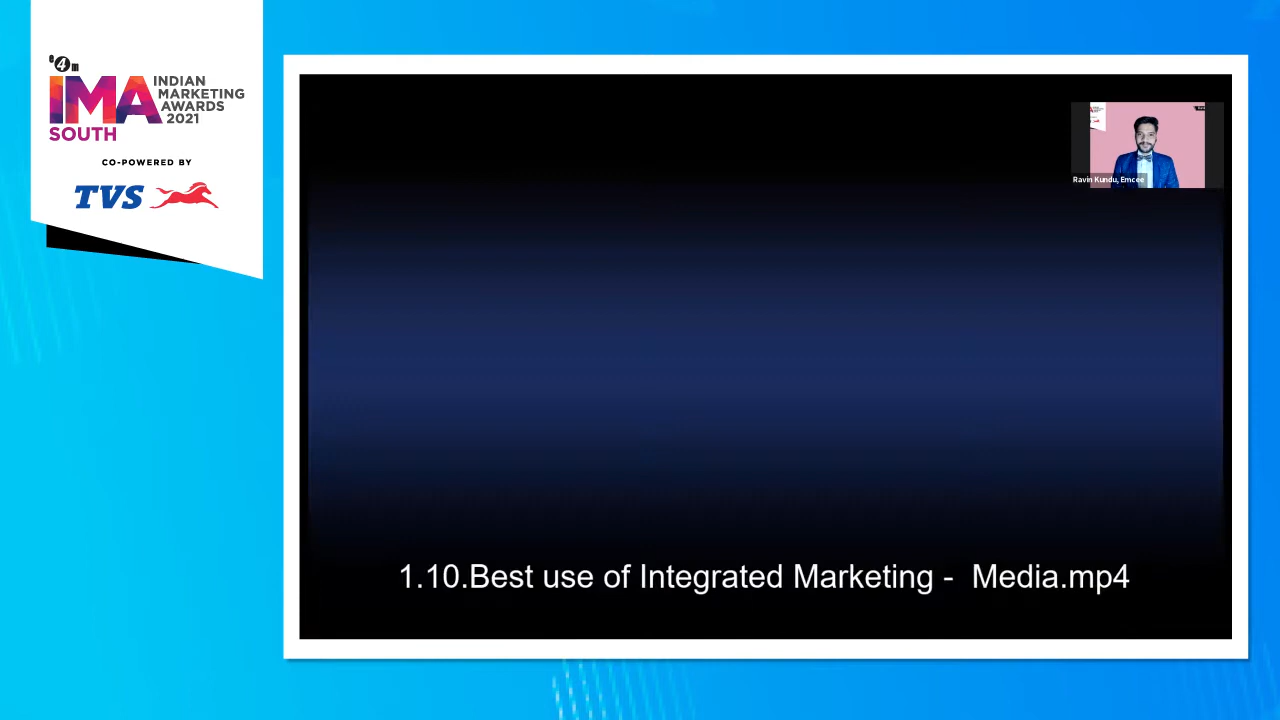 e4m
IMA
INDIAN
MARKETING
AWARDS
2021
SOUTH
CO-POWERED BY
TVS
Ravin Kundu, Emcee
1.10.Best use of Integrated Marketing -  Media.mp4